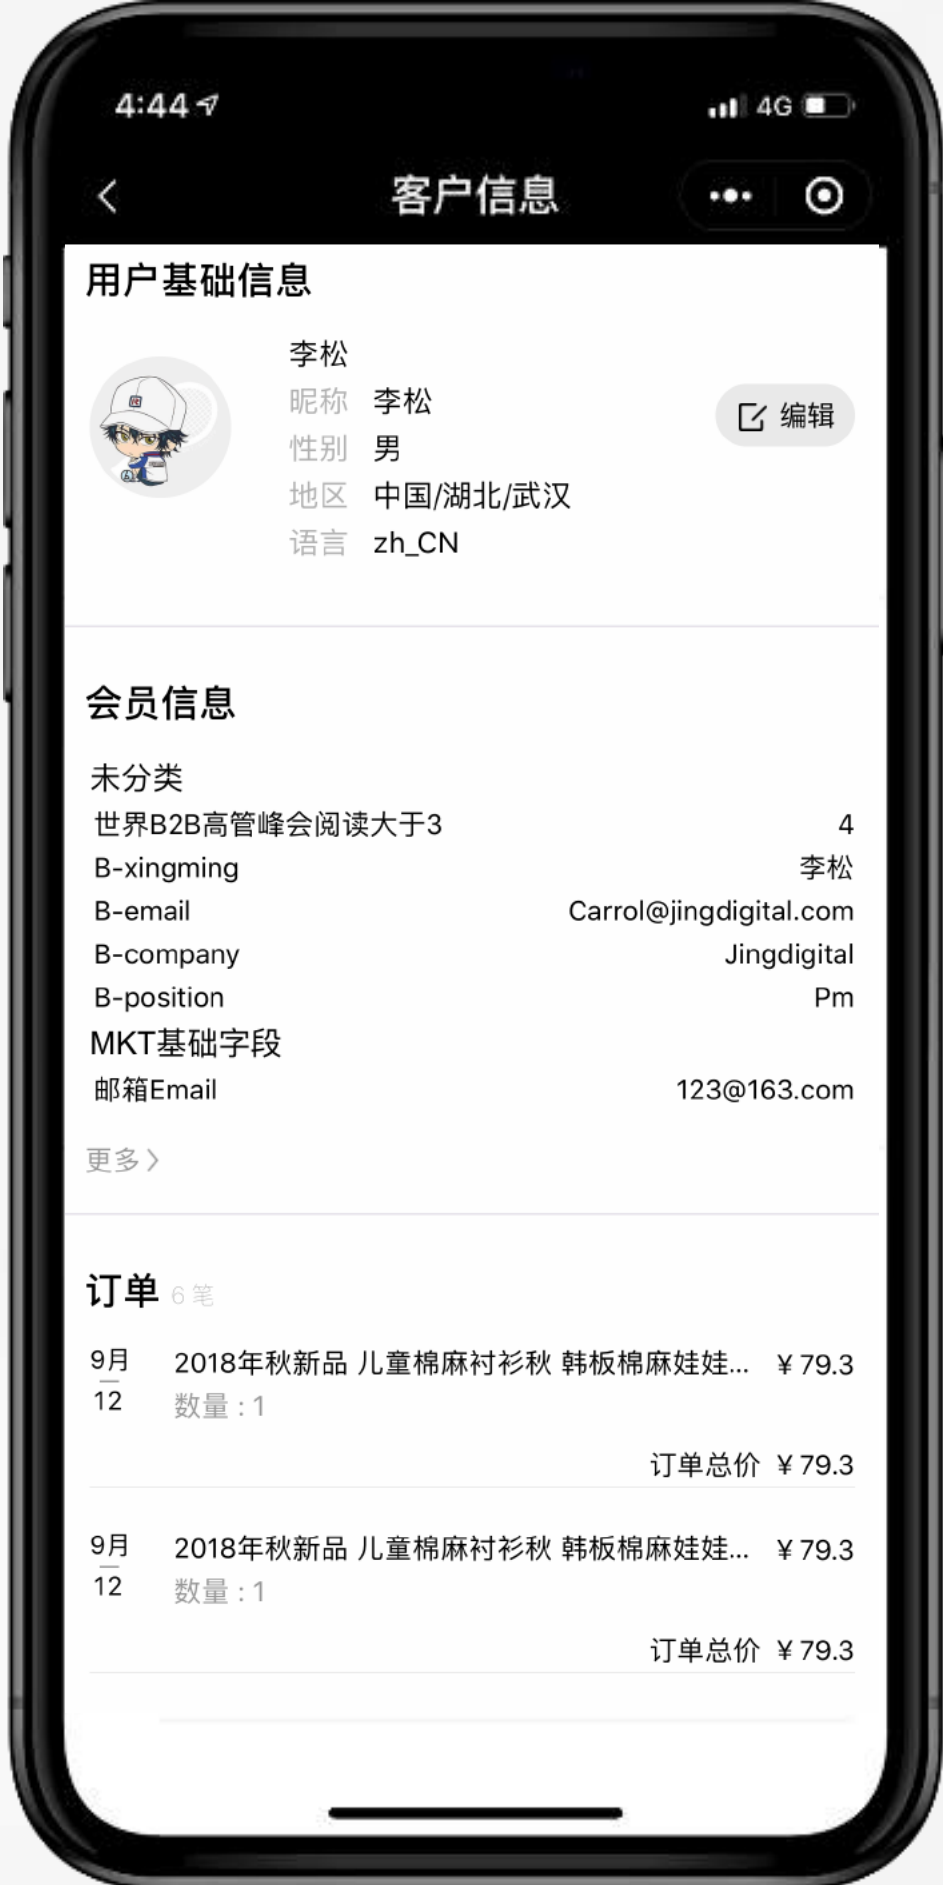 4:44 4G
客户信息
用户基础信息
李松
昵称 李松
编辑
性别 男
地区 中国/湖北/武汉
语言 zh_CN
会员信息
未分类
世界B2B高管峰会阅读大于3 4
B-xingming 李松
B-email Carrol@jingdigital.com
B-company Jingdigital
B-position Pm
MKT基础字段
邮箱Email 123@163.com
更多
订单 6 笔
9月 2018年秋新品 儿童棉麻衬衫秋 韩板棉麻娃娃... ¥ 79.3
12 数量 : 1
订单总价 ¥ 79.3
9月 2018年秋新品 儿童棉麻衬衫秋 韩板棉麻娃娃... ¥ 79.3
12 数量 : 1
订单总价 ¥ 79.3